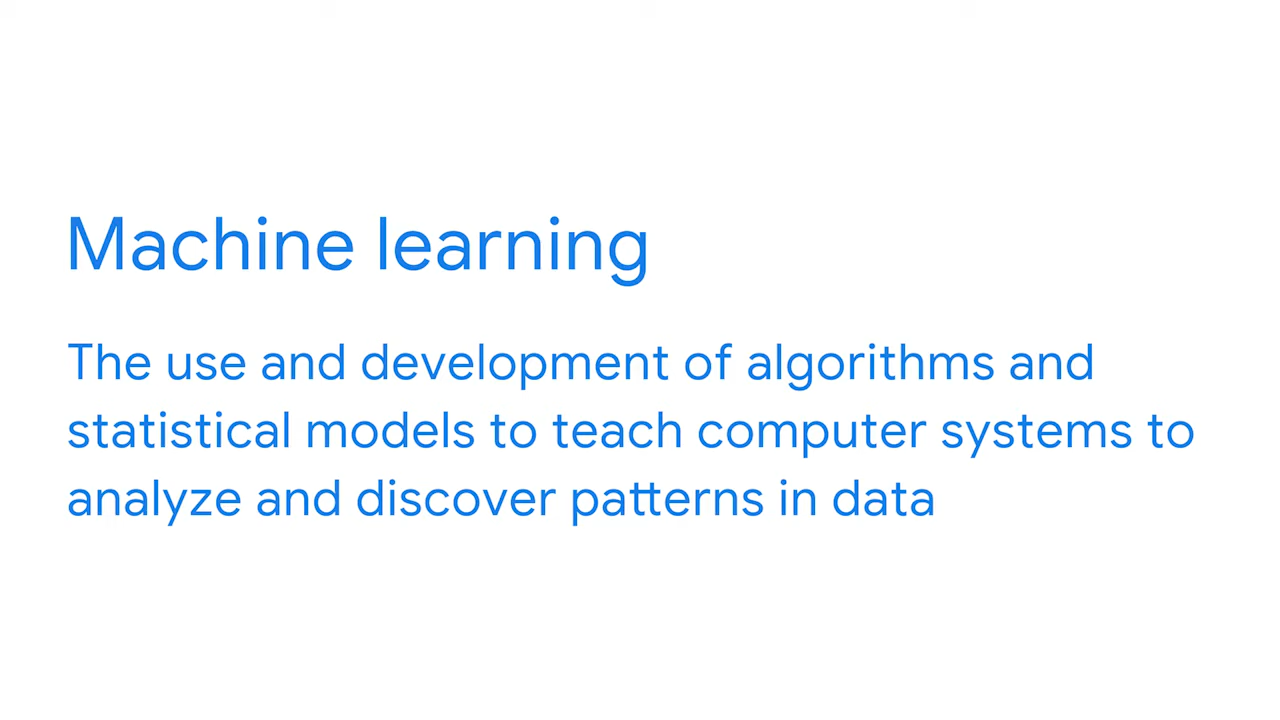 Machine learning
The use and development of algorithms and
statistical models to teach computer systems to
analyze and discover patterns in data